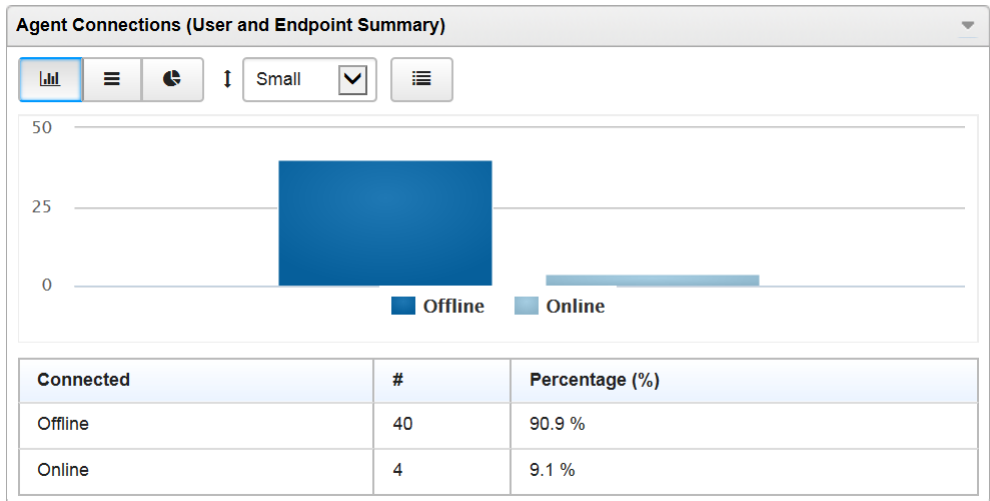 Agent Connections (User and Endpoint Summary)
Small
50
25
0
Offline Online
Connected # Percentage (%)
Offline 40 90.9 %
Online 4 9.1 %